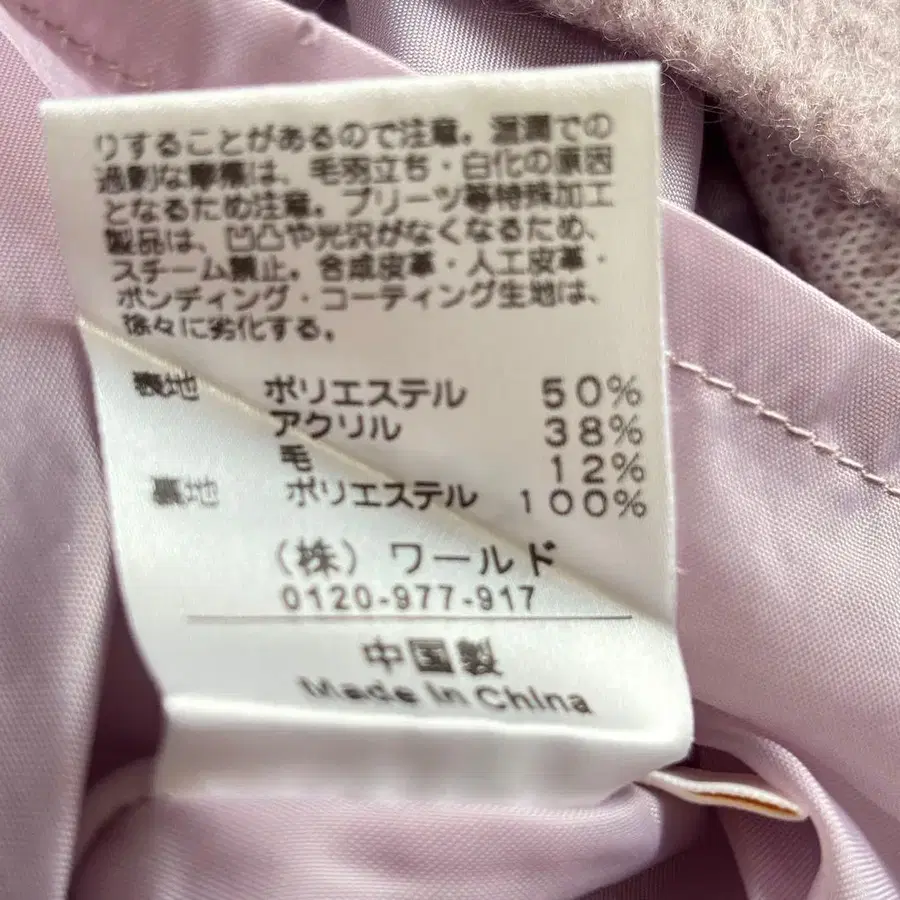 りすることがあるので注意。湿潤での
過剰な摩擦は、毛羽立ち・白化の原因
となるため注意。プリーツ等特殊加工
製品は、凹凸や光沢がなくなるため、
スチーム禁止。合成皮革・人工皮革・
ボンディング・コーティング生地は、
徐々に劣化する。
表地 ポリエステル 50%
アクリル 38%
毛 12%
裏地 ポリエステル 100%
(株) ワールド
0120-977-917
中国製
Made in China